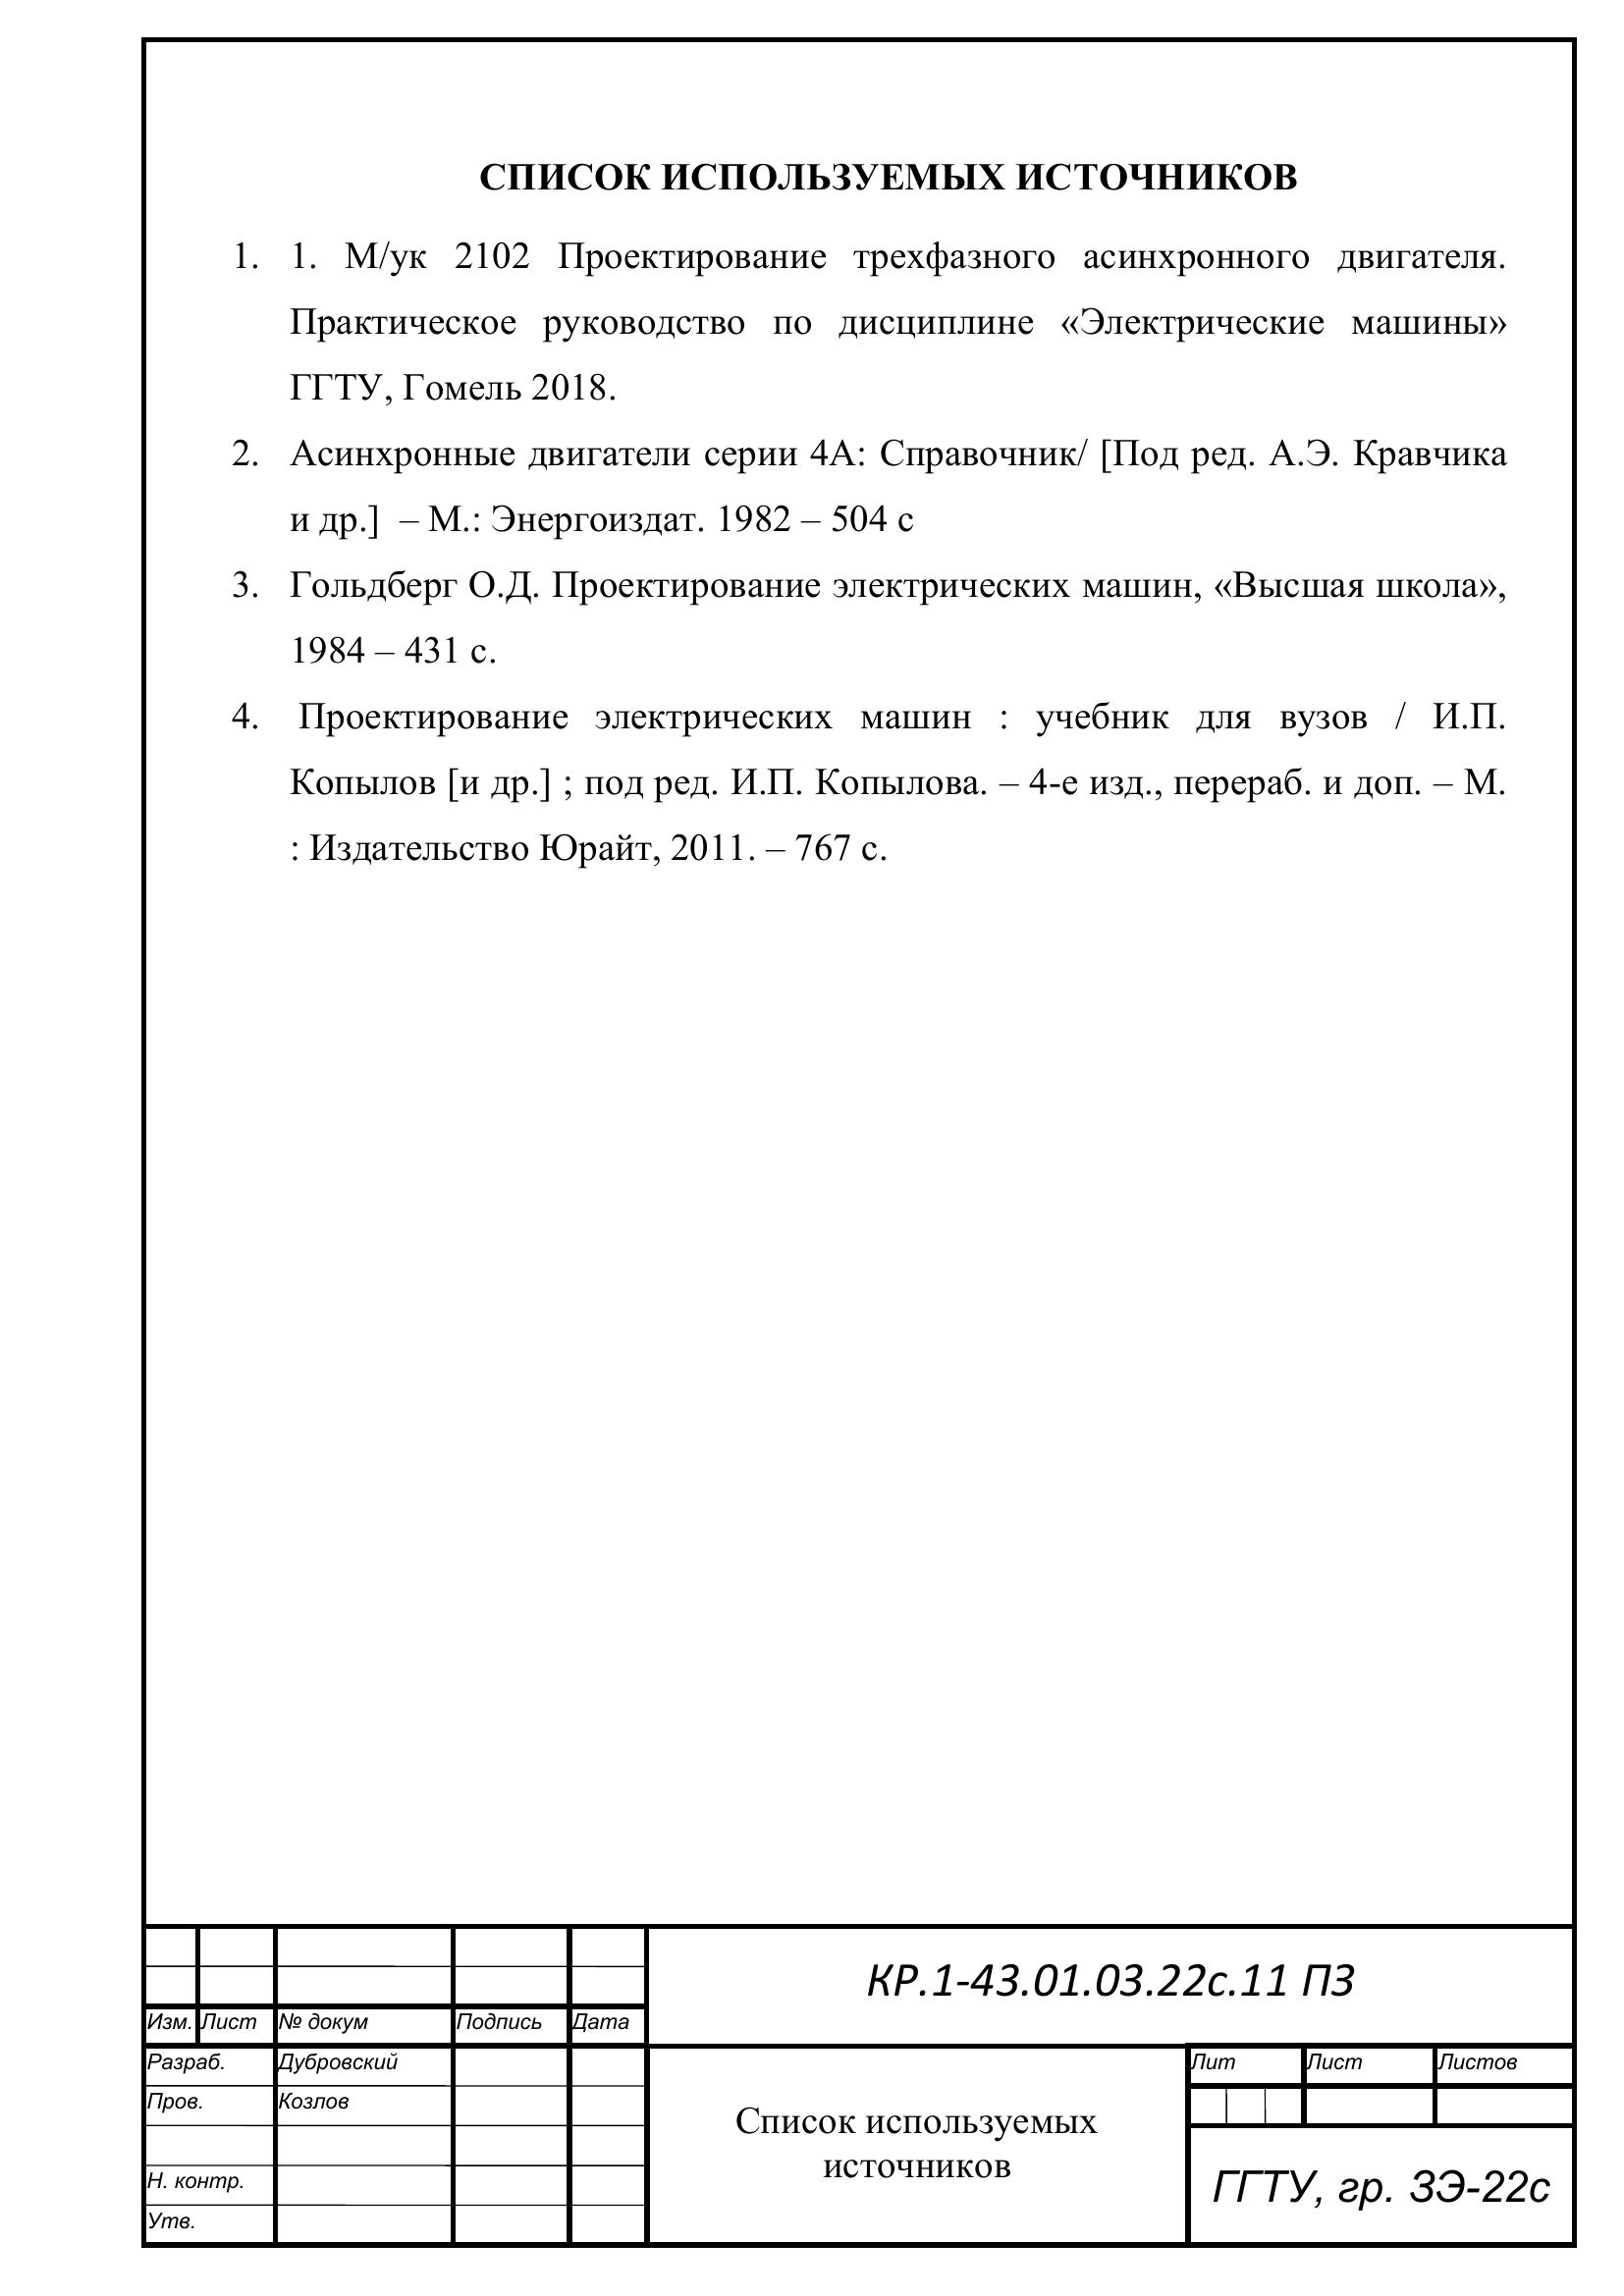 СПИСОК ИСПОЛЬЗУЕМЫХ ИСТОЧНИКОВ
1. 1. М/ук 2102 Проектирование трехфазного асинхронного двигателя.
Практическое руководство по дисциплине «Электрические машины»
ГГТУ, Гомель 2018.
2. Асинхронные двигатели серии 4А: Справочник/ [Под ред. А.Э. Кравчика
и др.] – М.: Энергоиздат. 1982 – 504 с
3. Гольдберг О.Д. Проектирование электрических машин, «Высшая школа»,
1984 – 431 с.
4. Проектирование электрических машин : учебник для вузов / И.П.
Копылов [и др.] ; под ред. И.П. Копылова. – 4-е изд., перераб. и доп. – М.
: Издательство Юрайт, 2011. – 767 с.
КР.1-43.01.03.22с.11 ПЗ
Изм. Лист № докум Подпись Дата
Разраб. Дубровский
Пров. Козлов
Н. контр.
Утв.
Список используемых
источников
Лит Лист Листов
ГГТУ, гр. ЗЭ-22с